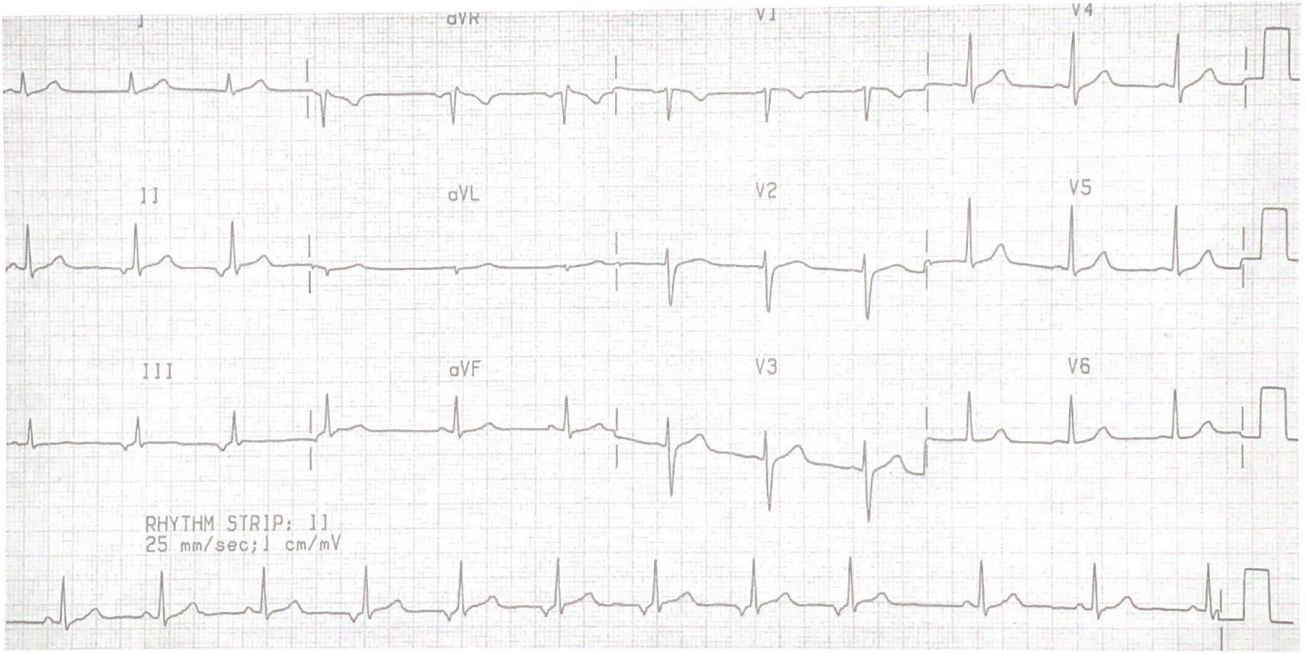 I aVR V1 V4
II aVL V2 V5
III aVF V3 V6
RHYTHM STRIP: II
25 mm/sec;1 cm/mV